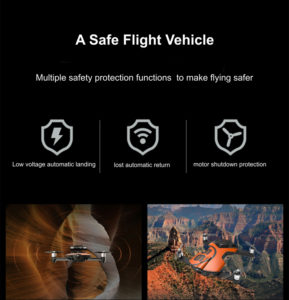 A Safe Flight Vehicle
Multiple safety protection functions to make flying safer
Low voltage automatic landing
lost automatic return
motor shutdown protection